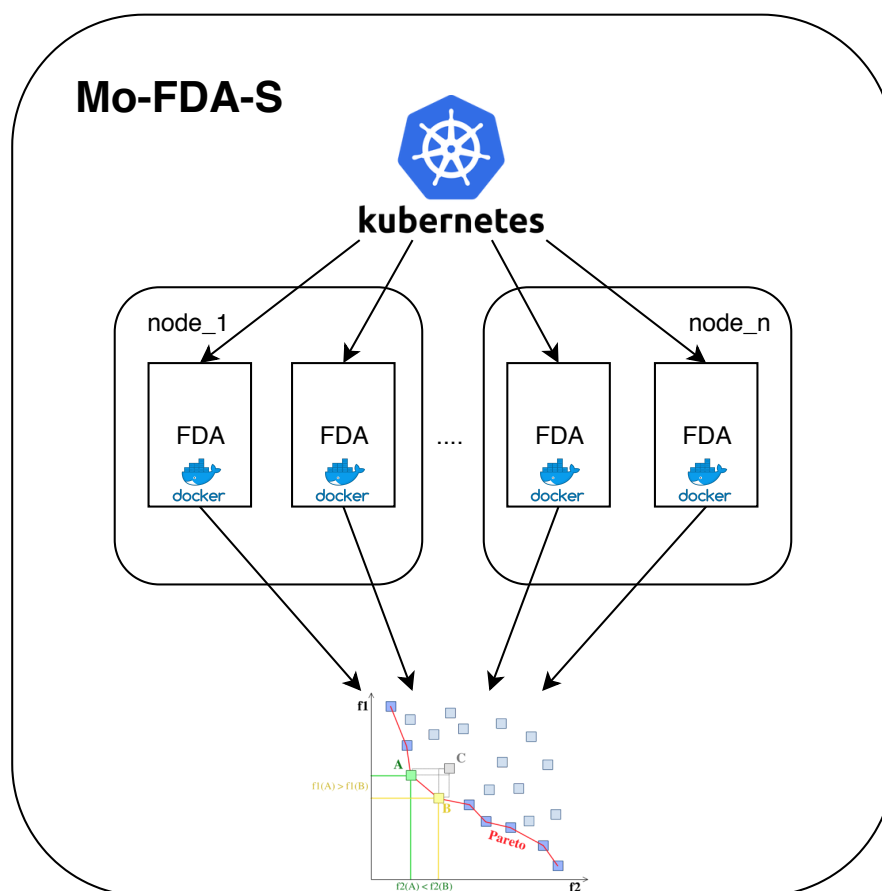 Mo-FDA-S
kubernetes
node_1
node_n
FDA
docker
FDA
docker
....
FDA
docker
FDA
docker
f1
A
C
f1(A) > f1(B)
B
Pareto
f2(A) < f2(B)
f2